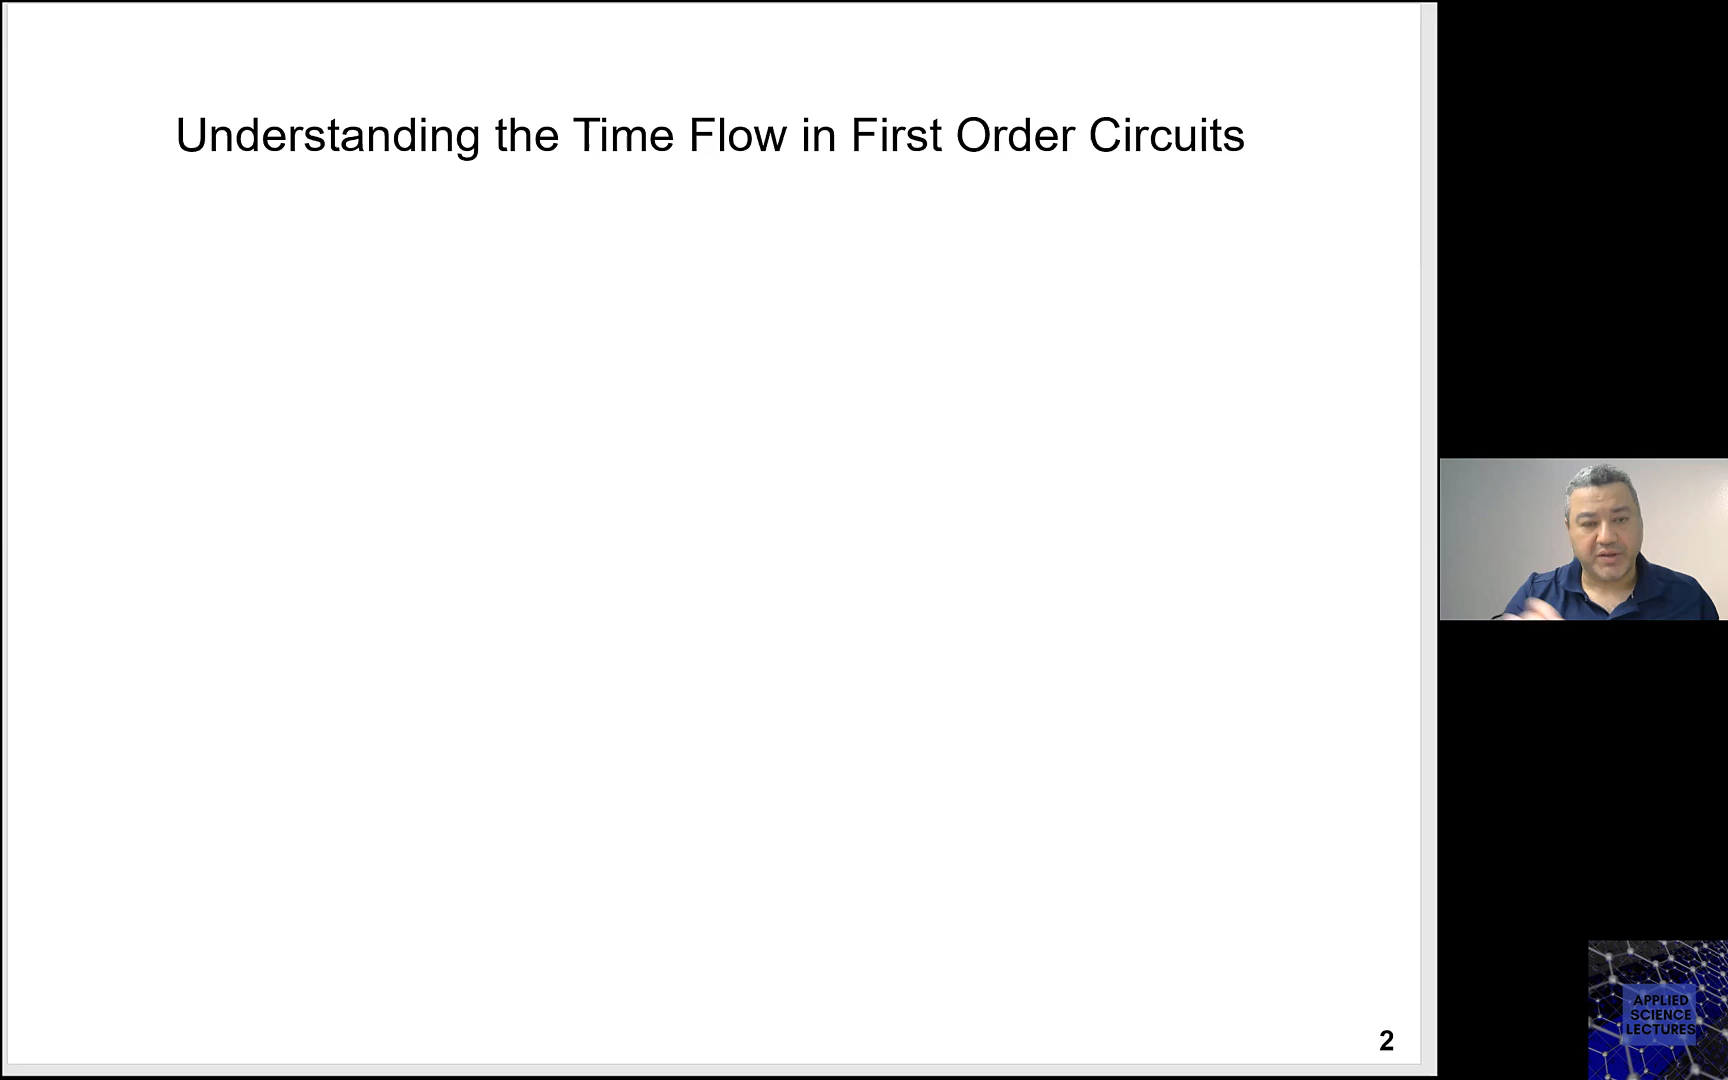 Understanding the Time Flow in First Order Circuits
2
APPLIED
SCIENCE
LECTURES